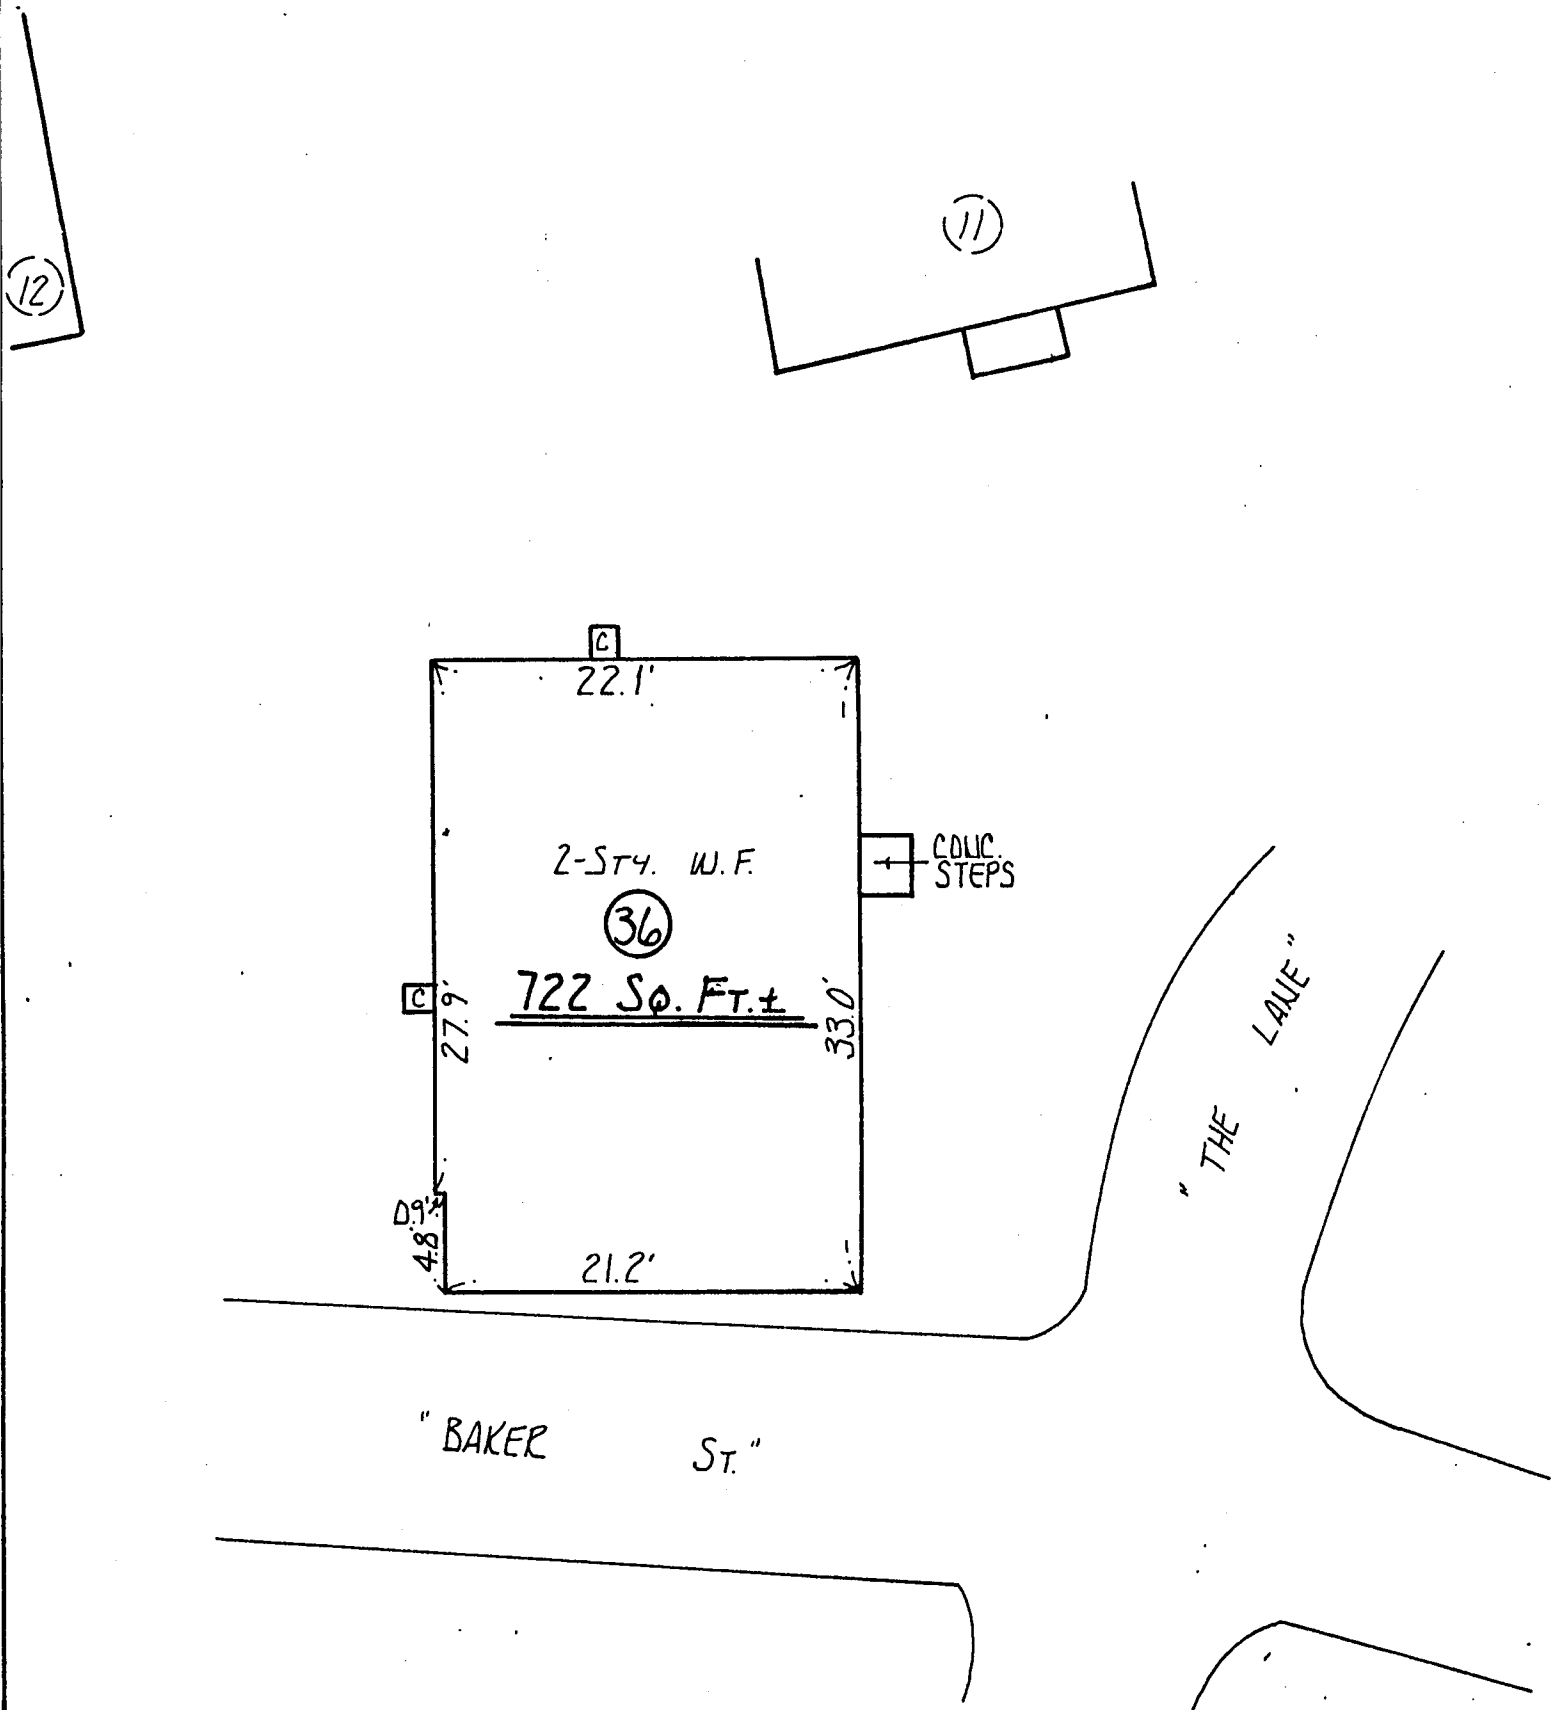 11
12
C
22.1'
2-STY. W.F.
CONC.
STEPS
36
C
27.9'
722 SQ. FT.±
33.0'
0.9'
4.8'
21.2'
"THE LANE"
"BAKER ST."